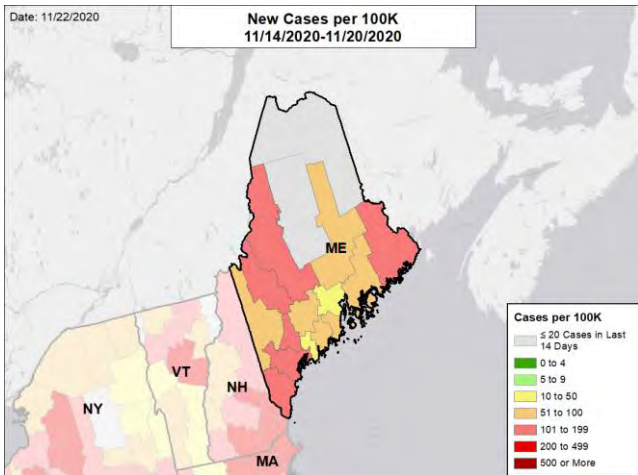 Date: 11/22/2020
New Cases per 100K
11/14/2020-11/20/2020
ME
VT
NH
NY
MA
Cases per 100K
≤ 20 Cases in Last
14 Days
0 to 4
5 to 9
10 to 50
51 to 100
101 to 199
200 to 499
500 or More